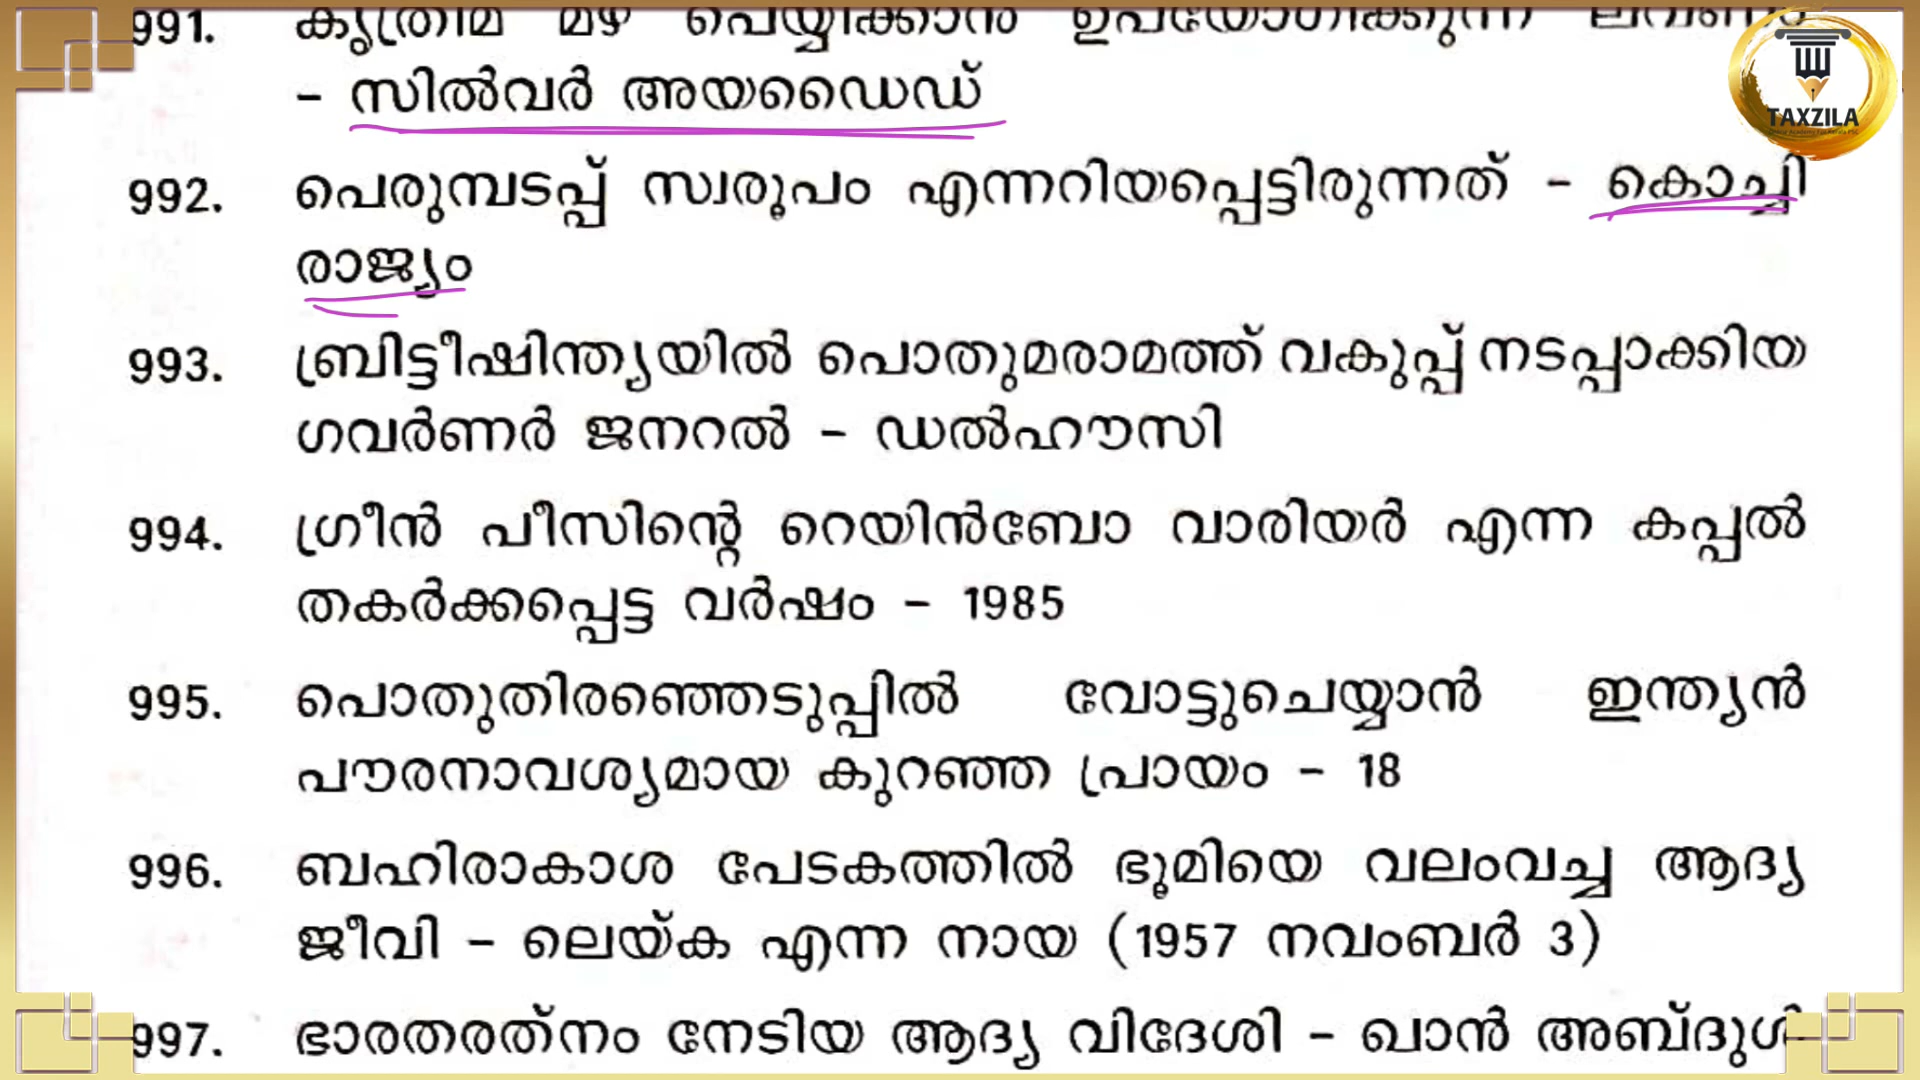 991. കൃത്രിമ മഴ പെയ്യിക്കാൻ ഉപയോഗിക്കുന്ന ലവണം
– സിൽവർ അയഡൈഡ്
TAXZILA
992. പെരുമ്പടപ്പ് സ്വരൂപം എന്നറിയപ്പെട്ടിരുന്നത് – കൊച്ചി
രാജ്യം
993. ബ്രിട്ടീഷിന്ത്യയിൽ പൊതുമരാമത്ത് വകുപ്പ് നടപ്പാക്കിയ
ഗവർണർ ജനറൽ – ഡൽഹൗസി
994. ഗ്രീൻ പീസിന്റെ റെയിൻബോ വാരിയർ എന്ന കപ്പൽ
തകർക്കപ്പെട്ട വർഷം – 1985
995. പൊതുതിരഞ്ഞെടുപ്പിൽ വോട്ടുചെയ്യാൻ ഇന്ത്യൻ
പൗരനാവശ്യമായ കുറഞ്ഞ പ്രായം – 18
996. ബഹിരാകാശ പേടകത്തിൽ ഭൂമിയെ വലംവച്ച ആദ്യ
ജീവി – ലെയ്ക എന്ന നായ (1957 നവംബർ 3)
997. ഭാരതരത്‌നം നേടിയ ആദ്യ വിദേശി – ഖാൻ